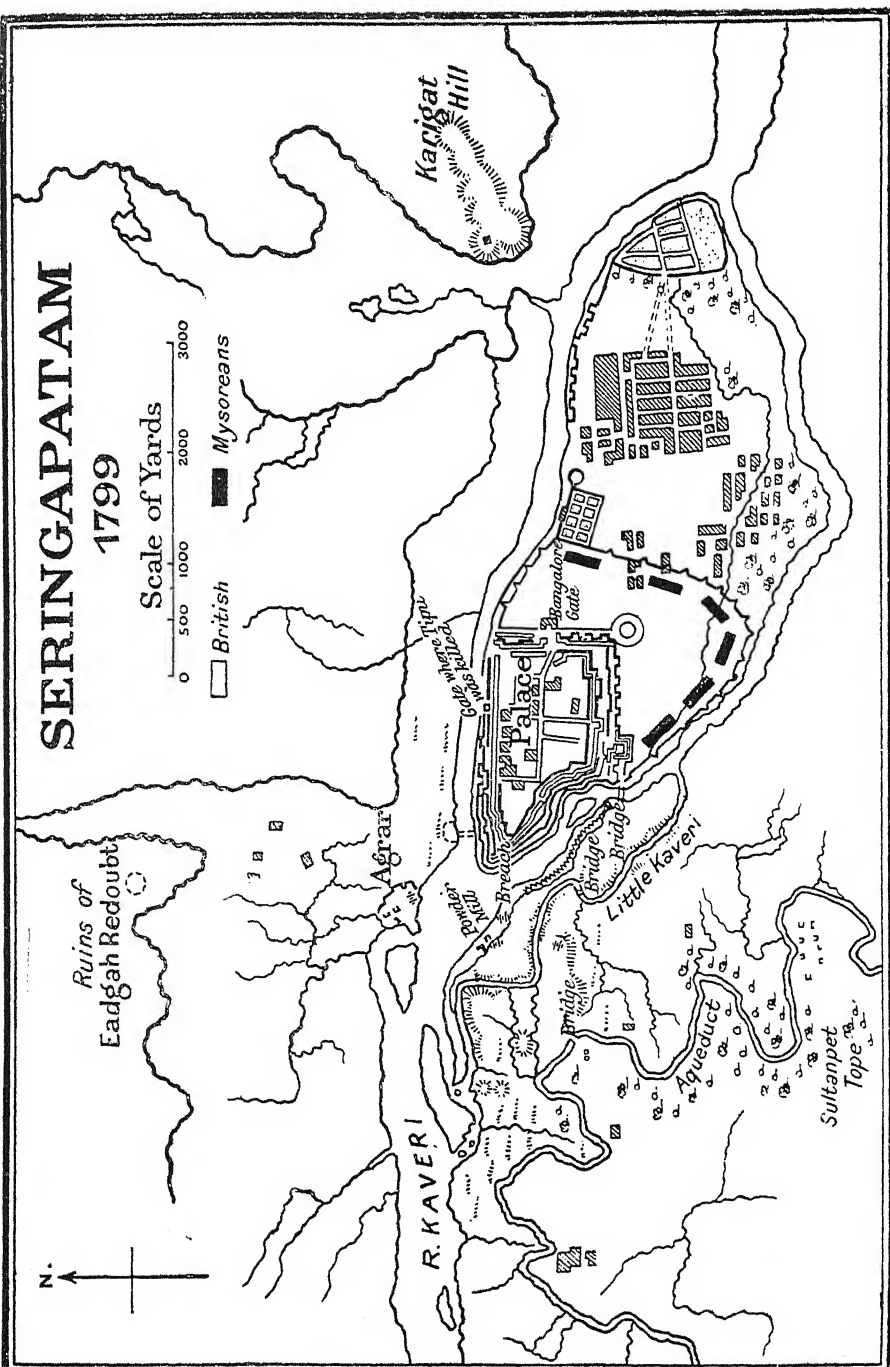 SERINGAPATAM
1799
Scale of Yards
0 500 1000 2000 3000
British
Mysoreans
N.
Ruins of
Eadgah Redoubt
Karigat
Hill
Agrar
Gate where Tipu
was killed
R. KAVERI
Powder
Mill
Breach
Palace
Bangalore
Gate
Bridge
Bridge
Bridge
Little Kaveri
Aqueduct
Sultanpet
Tope